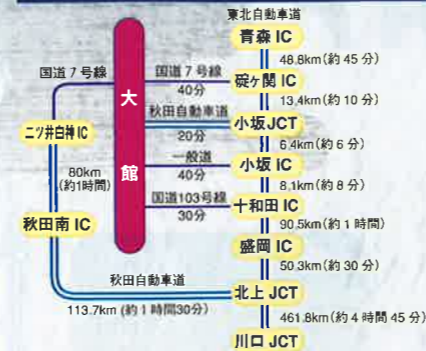 東北自動車道
青森 IC
48.8km(約 45 分)
国道７号線
国道７号線
40分
碇ヶ関 IC
13.4km(約 10 分)
大館
秋田自動車道
20分
小坂JCT
6.4km(約 6 分)
二ツ井白神 IC
一般道
40分
小坂 iC
8.1km(約 8 分)
80km
(約1時間)
国道103号線
30分
十和田 IC
90.5km(約 1 時間)
秋田南 IC
盛岡 IC
50.3km(約 30 分)
秋田自動車道
北上 JCT
113.7km (約 1 時間30分)
461.8km(約 4 時間 45 分)
川口 JCT